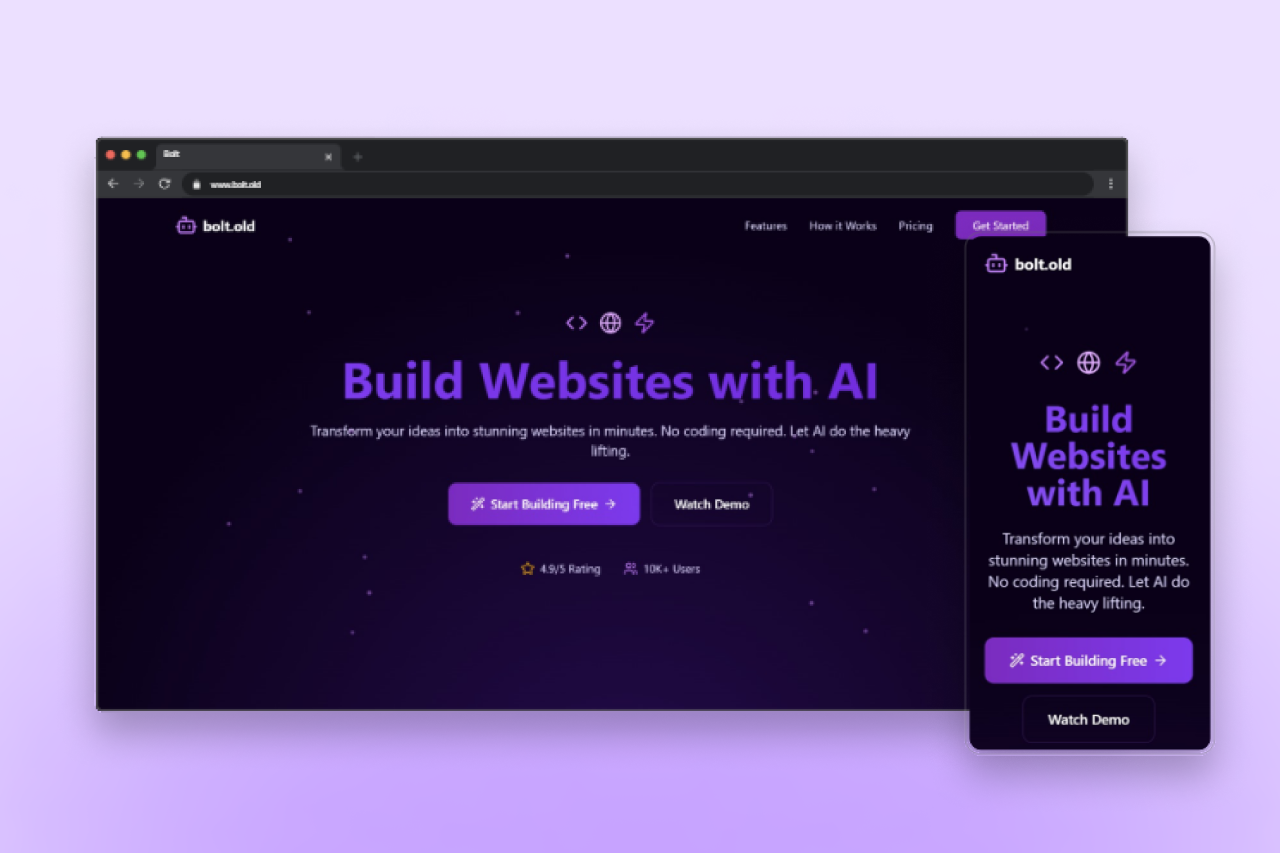 Bolt
www.bolt.old
bolt.old
Features How it Works Pricing Get Started
Build Websites with AI
Transform your ideas into stunning websites in minutes. No coding required. Let AI do the heavy
lifting.
Start Building Free
Watch Demo
4.9/5 Rating
10K+ Users
bolt.old
Build
Websites
with AI
Transform your ideas into
stunning websites in minutes.
No coding required. Let AI do
the heavy lifting.
Start Building Free
Watch Demo